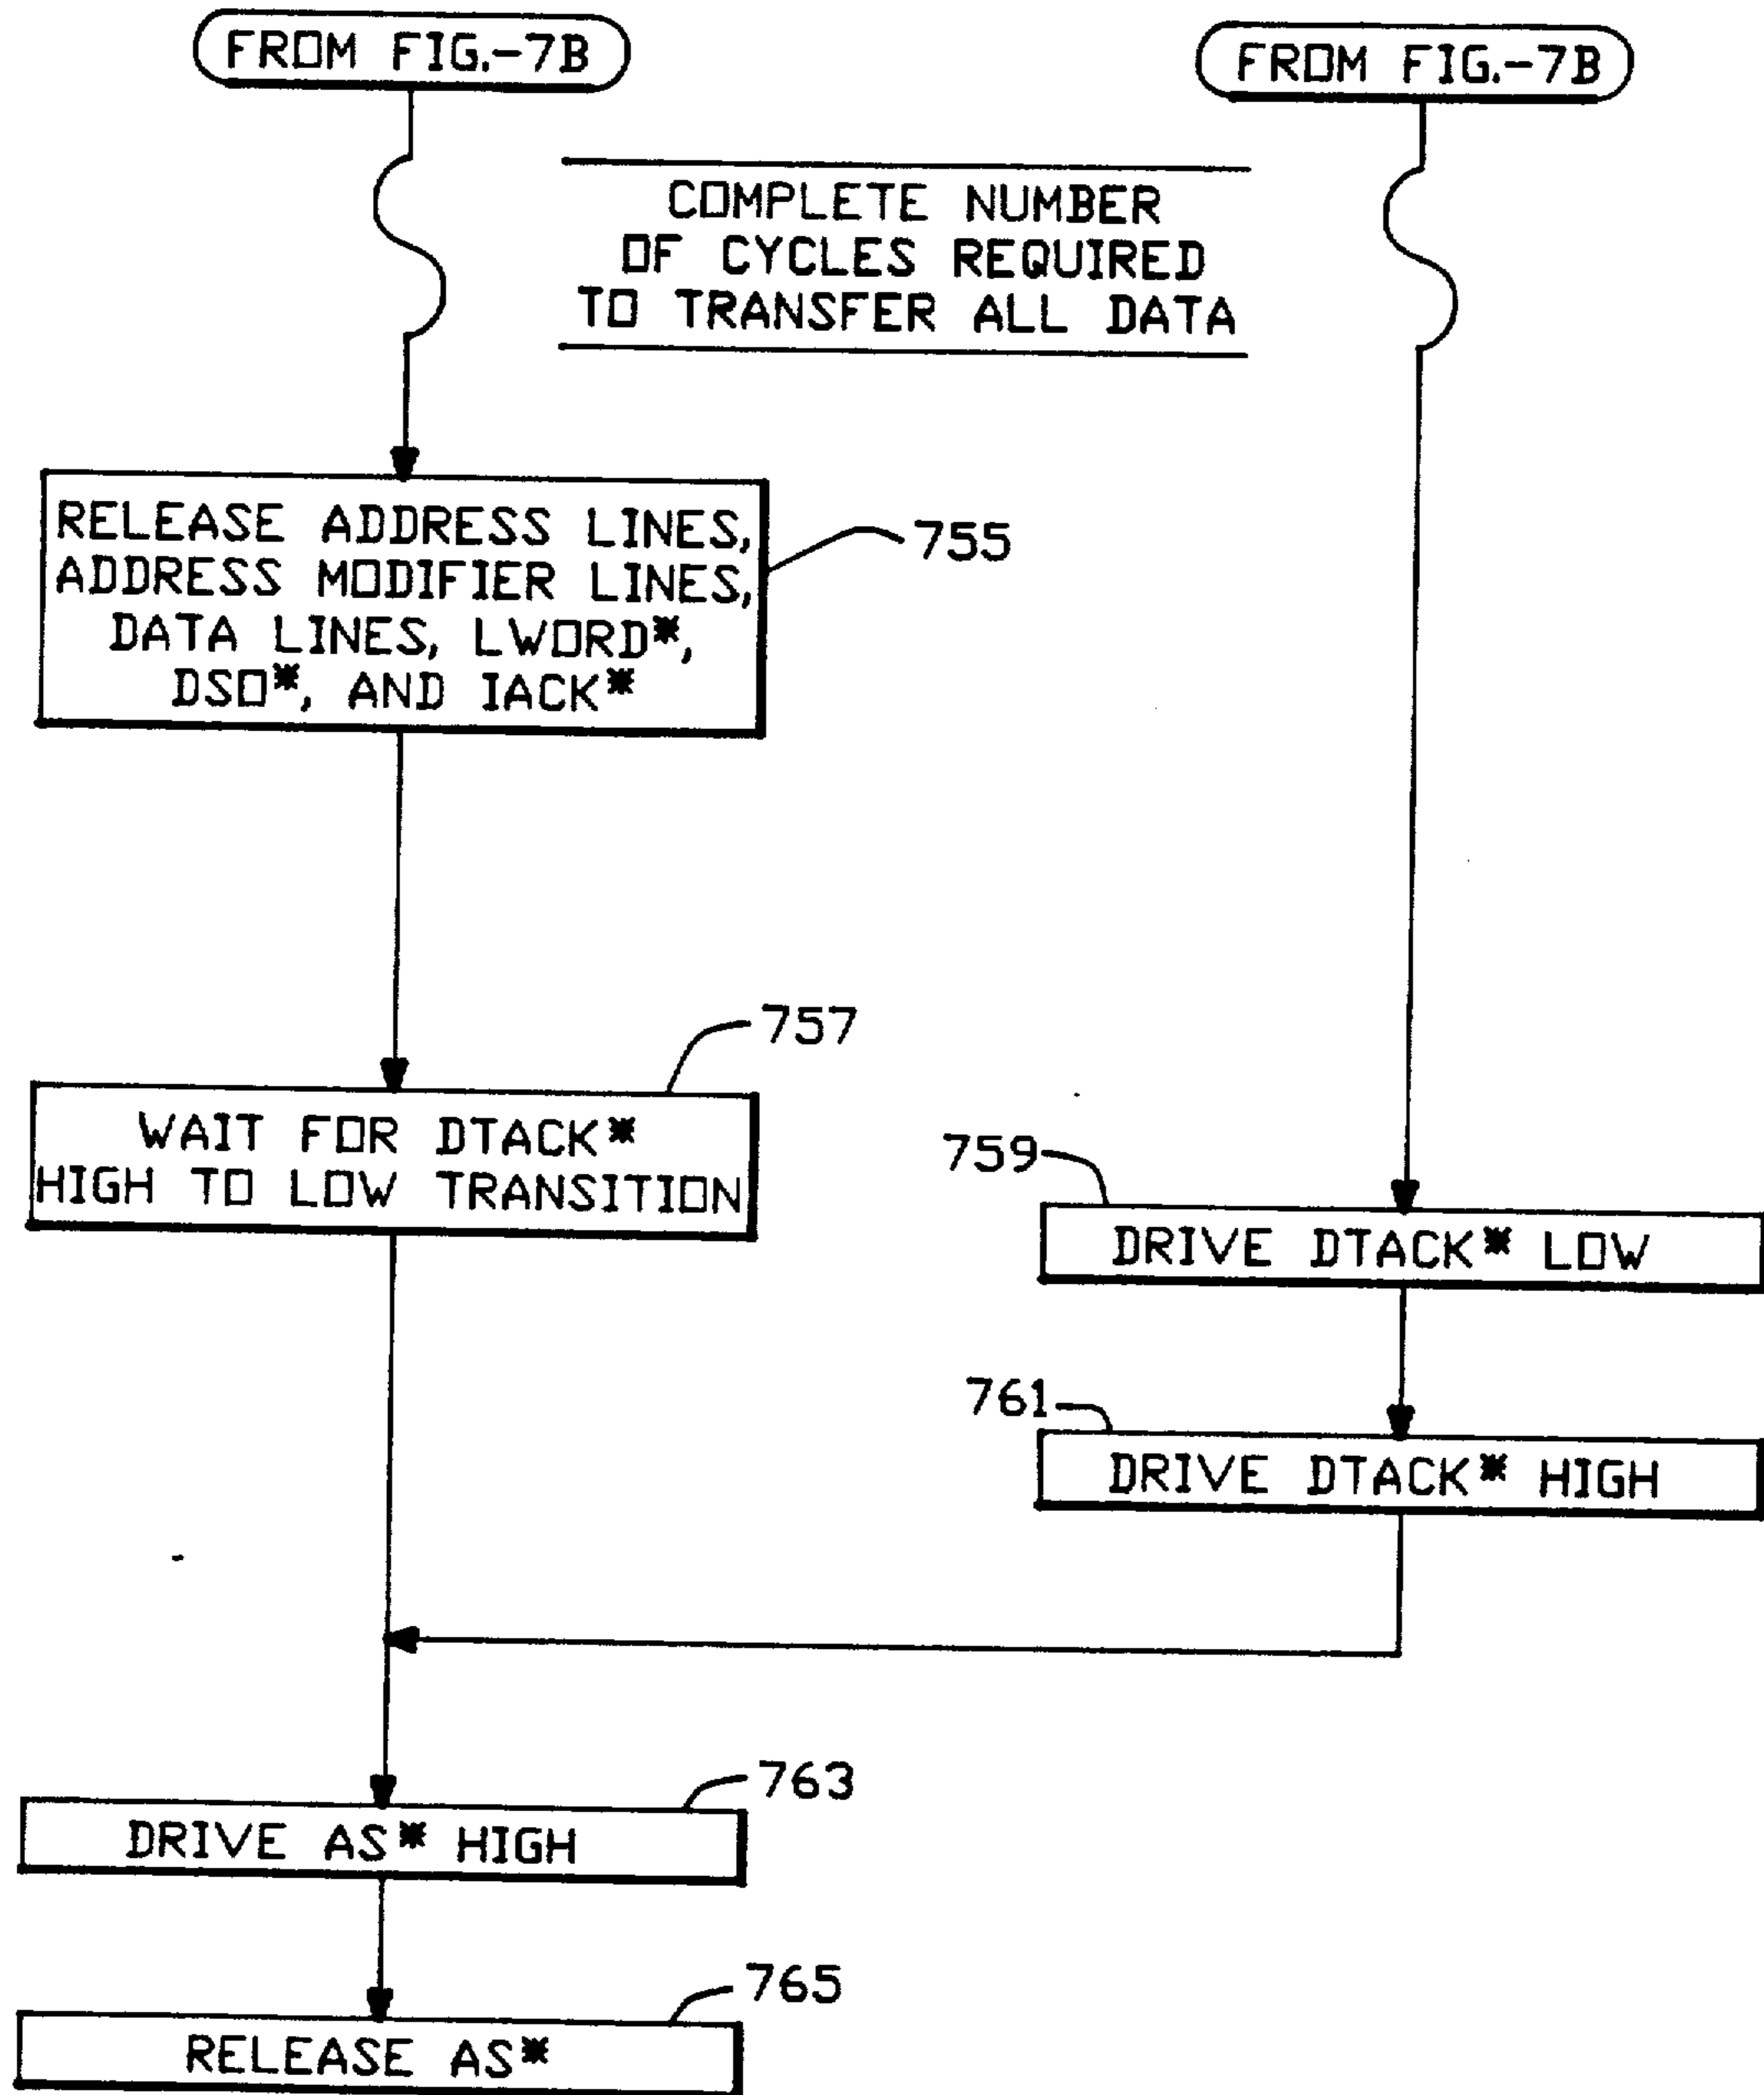 FROM FIG.-7B
FROM FIG.-7B
COMPLETE NUMBER
OF CYCLES REQUIRED
TO TRANSFER ALL DATA
RELEASE ADDRESS LINES,
ADDRESS MODIFIER LINES,
DATA LINES, LWORD*,
DSO*, AND IACK*
755
757
WAIT FOR DTACK*
HIGH TO LOW TRANSITION
759
DRIVE DTACK* LOW
761
DRIVE DTACK* HIGH
763
DRIVE AS* HIGH
765
RELEASE AS*